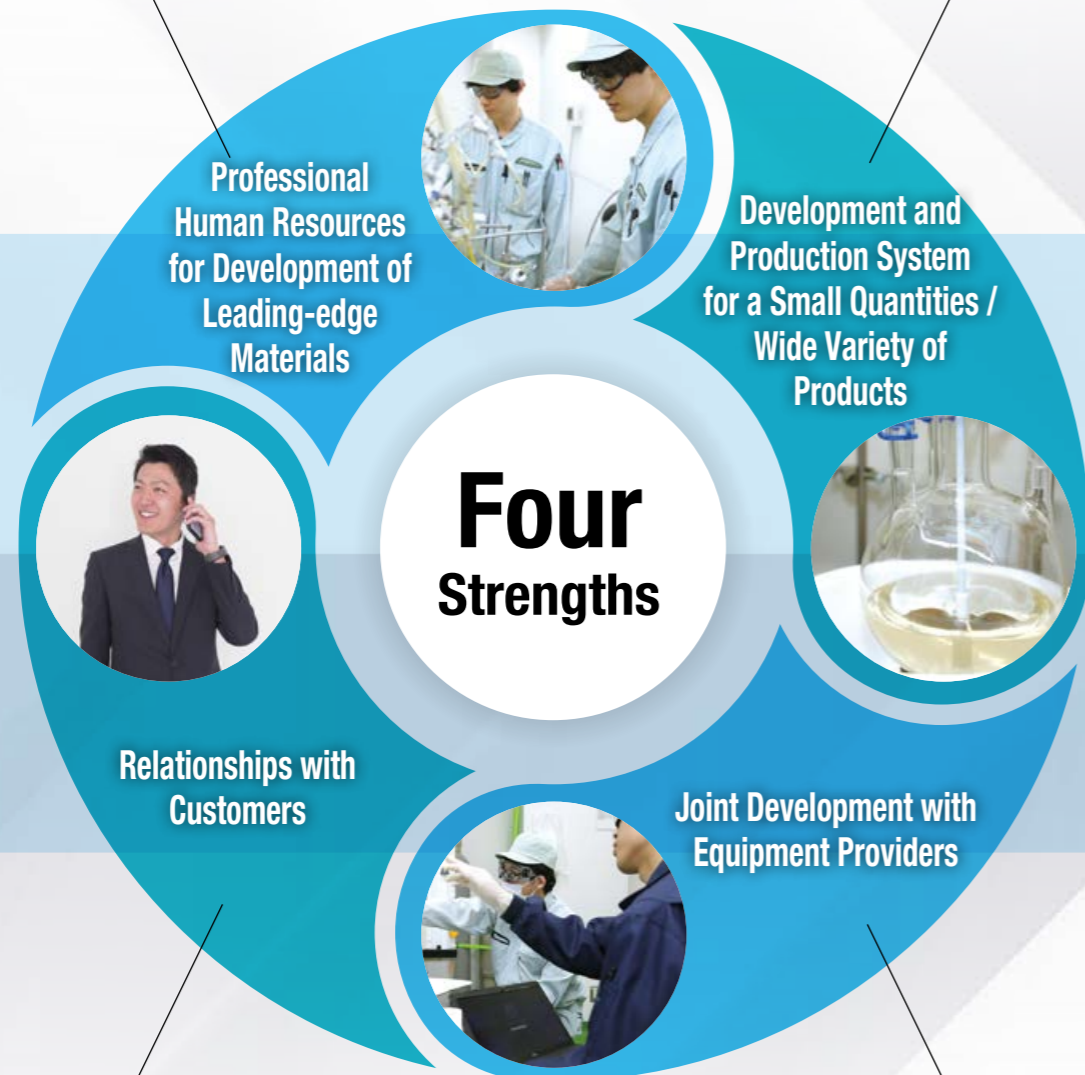 Professional
Human Resources
for Development of
Leading-edge
Materials
Development and
Production System
for a Small Quantities /
Wide Variety of
Products
Four
Strengths
Relationships with
Customers
Joint Development with
Equipment Providers